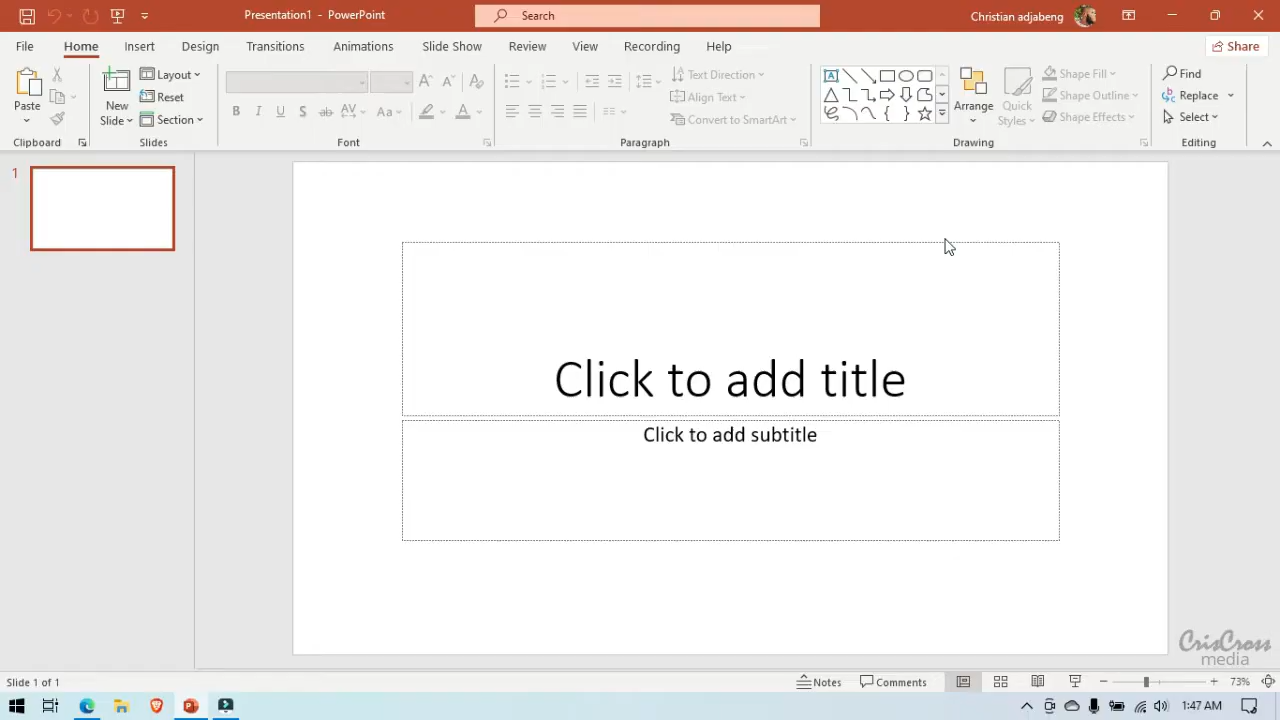 Presentation1 - PowerPoint
Search
Christian adjabeng
File Home Insert Design Transitions Animations Slide Show Review View Recording Help
Share
Paste
Clipboard
New
Slide
Layout
Reset
Section
Slides
B I U S ab AV Aa A
Font
Text Direction
Align Text
Convert to SmartArt
Paragraph
Arrange
Quick
Styles
Shape Fill
Shape Outline
Shape Effects
Drawing
Find
Replace
Select
Editing
1
Click to add title
Click to add subtitle
CrisCross
media
Slide 1 of 1
Notes
Comments
73%
1:47 AM